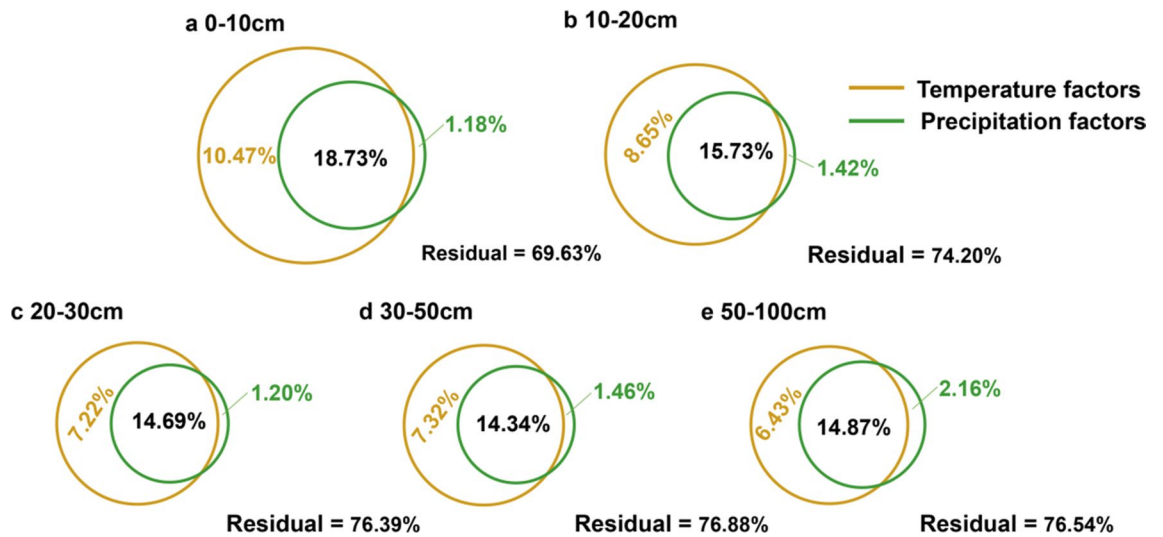 a 0-10cm
10.47%
18.73%
1.18%
Residual = 69.63%
b 10-20cm
8.65%
15.73%
1.42%
Residual = 74.20%
Temperature factors
Precipitation factors
c 20-30cm
7.22%
14.69%
1.20%
Residual = 76.39%
d 30-50cm
7.32%
14.34%
1.46%
Residual = 76.88%
e 50-100cm
6.43%
14.87%
2.16%
Residual = 76.54%